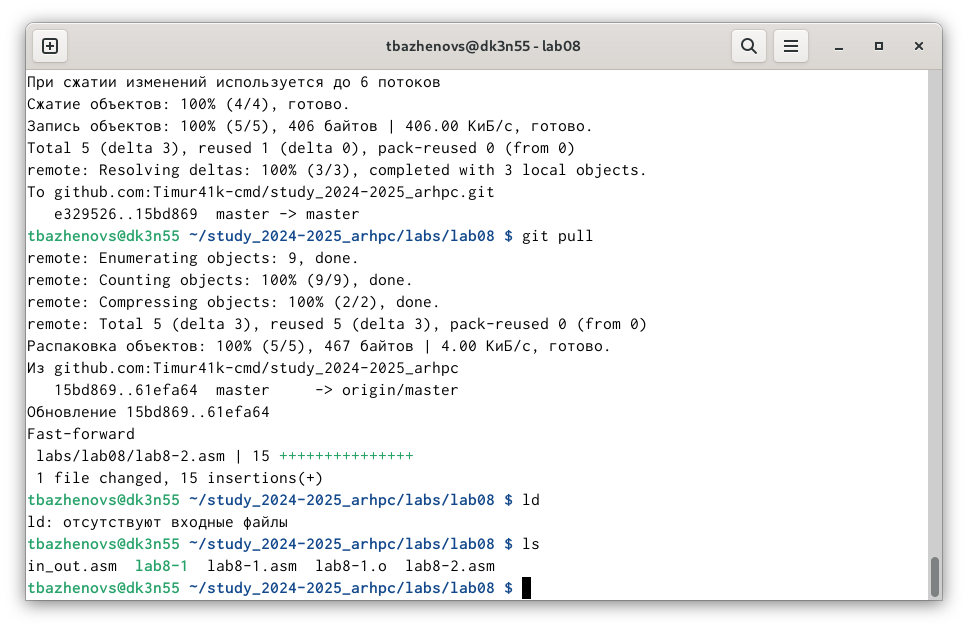 tbazhenovs@dk3n55 - lab08
При сжатии изменений используется до 6 потоков
Сжатие объектов: 100% (4/4), готово.
Запись объектов: 100% (5/5), 406 байтов | 406.00 КиБ/с, готово.
Total 5 (delta 3), reused 1 (delta 0), pack-reused 0 (from 0)
remote: Resolving deltas: 100% (3/3), completed with 3 local objects.
To github.com:Timur41k-cmd/study_2024-2025_arhpc.git
   e329526..15bd869  master -> master
tbazhenovs@dk3n55 ~/study_2024-2025_arhpc/labs/lab08 $ git pull
remote: Enumerating objects: 9, done.
remote: Counting objects: 100% (9/9), done.
remote: Compressing objects: 100% (2/2), done.
remote: Total 5 (delta 3), reused 5 (delta 3), pack-reused 0 (from 0)
Распаковка объектов: 100% (5/5), 467 байтов | 4.00 КиБ/с, готово.
Из github.com:Timur41k-cmd/study_2024-2025_arhpc
   15bd869..61efa64  master     -> origin/master
Обновление 15bd869..61efa64
Fast-forward
 labs/lab08/lab8-2.asm | 15 +++++++++++++++
 1 file changed, 15 insertions(+)
tbazhenovs@dk3n55 ~/study_2024-2025_arhpc/labs/lab08 $ ld
ld: отсутствуют входные файлы
tbazhenovs@dk3n55 ~/study_2024-2025_arhpc/labs/lab08 $ ls
in_out.asm  lab8-1  lab8-1.asm  lab8-1.o  lab8-2.asm
tbazhenovs@dk3n55 ~/study_2024-2025_arhpc/labs/lab08 $